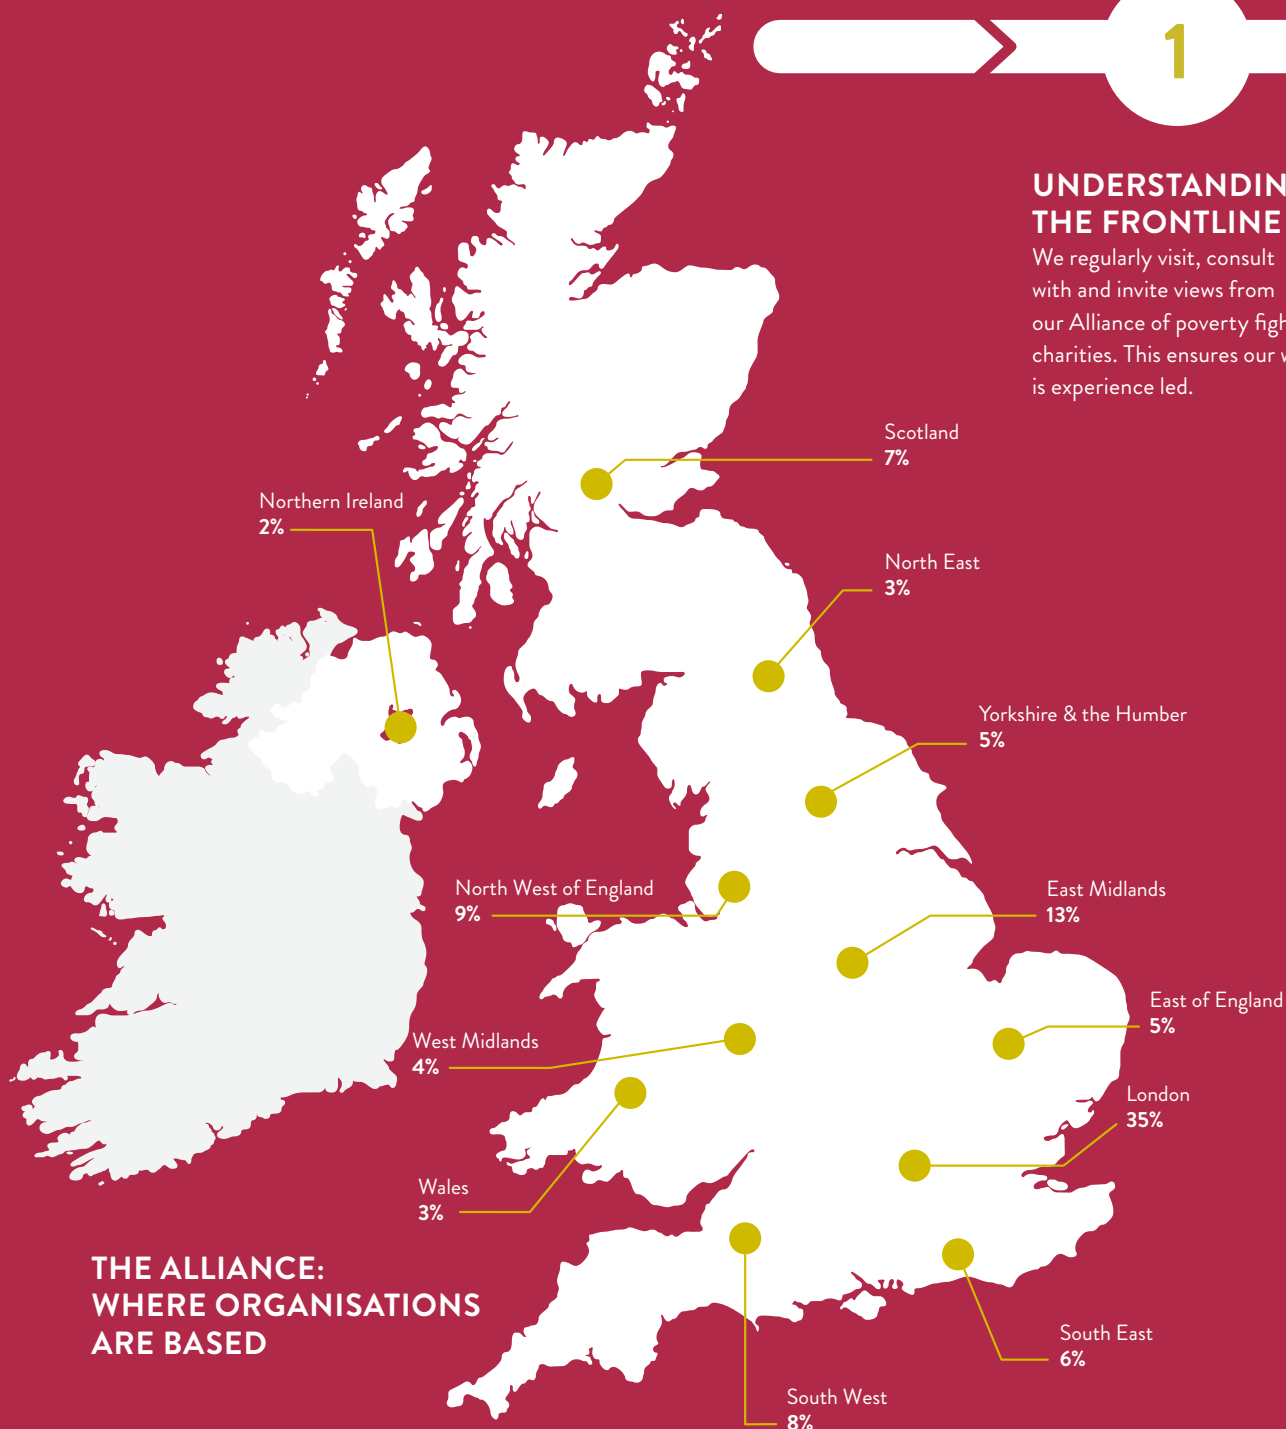 1
UNDERSTANDIN
THE FRONTLINE
We regularly visit, consult
with and invite views from
our Alliance of poverty figh
charities. This ensures our w
is experience led.
Scotland
7%
Northern Ireland
2%
North East
3%
Yorkshire & the Humber
5%
North West of England
9%
East Midlands
13%
East of England
5%
West Midlands
4%
London
35%
Wales
3%
THE ALLIANCE:
WHERE ORGANISATIONS
ARE BASED
South East
6%
South West
8%